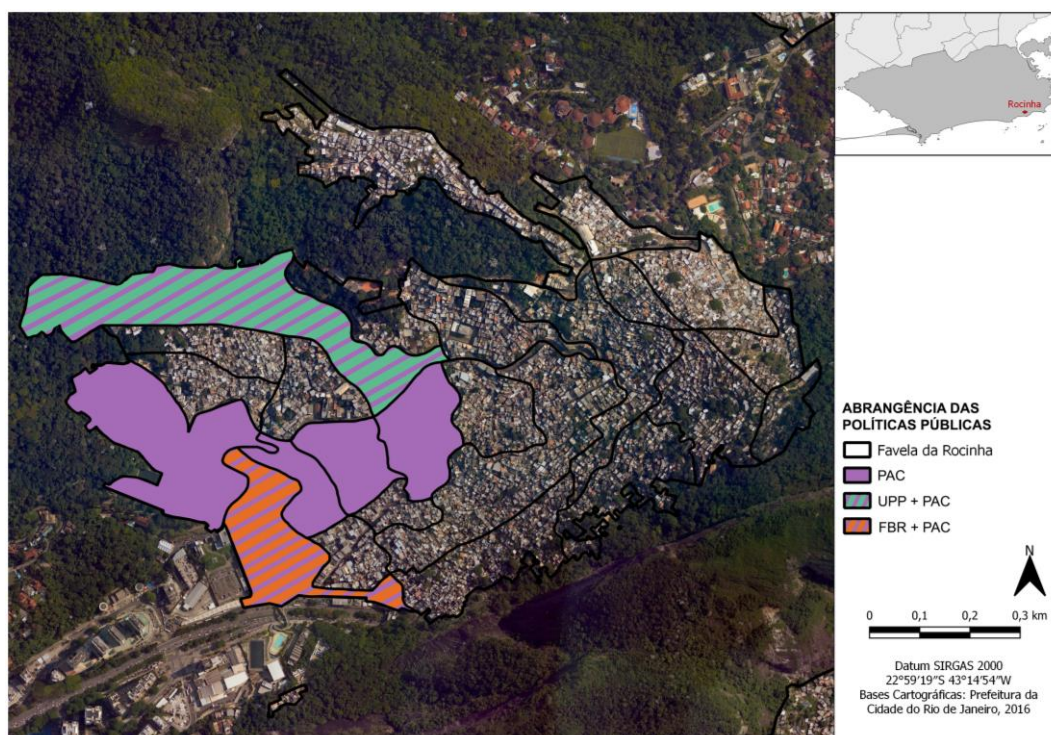 Rocinha
ABRANGÊNCIA DAS
POLÍTICAS PÚBLICAS
Favela da Rocinha
PAC
UPP + PAC
FBR + PAC
N
0 0,1 0,2 0,3 km
Datum SIRGAS 2000
22°59'19"S 43°14'54"W
Bases Cartográficas: Prefeitura da
Cidade do Rio de Janeiro, 2016